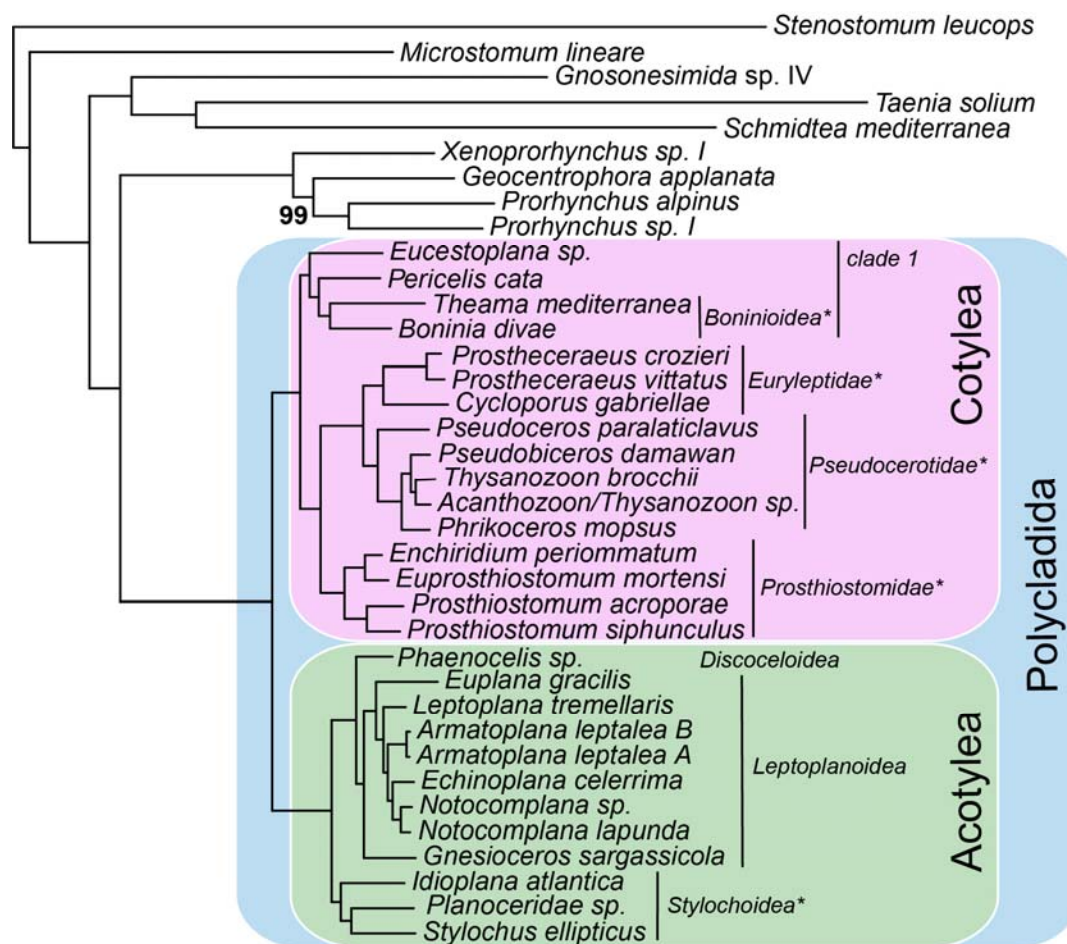 Stenostomum leucops
Microstomum lineare
Gnosonesimida sp. IV
Taenia solium
Schmidtea mediterranea
Xenoprorhynchus sp. I
Geocentrophora applanata
Prorhynchus alpinus
99
Prorhynchus sp. I
Eucestoplana sp.
clade 1
Pericelis cata
Theama mediterranea
Boninioidea*
Boninia divae
Prostheceraeus crozieri
Prostheceraeus vittatus
Euryleptidae*
Cycloporus gabriellae
Cotylea
Pseudoceros paralaticlavus
Pseudobiceros damawan
Pseudocerotidae*
Thysanozoon brocchii
Acanthozoon/Thysanozoon sp.
Phrikoceros mopsus
Enchiridium periommatum
Euprosthiostomum mortensi
Prosthiostomidae*
Prosthiostomum acroporae
Prosthiostomum siphunculus
Polycladida
Phaenocelis sp.
Discoceloidea
Euplana gracilis
Leptoplana tremellaris
Armatoplana leptalea B
Armatoplana leptalea A
Leptoplanoidea
Echinoplana celerrima
Notocomplana sp.
Notocomplana lapunda
Gnesioceros sargassicola
Acotylea
Idioplana atlantica
Planoceridae sp.
Stylochoidea*
Stylochus ellipticus